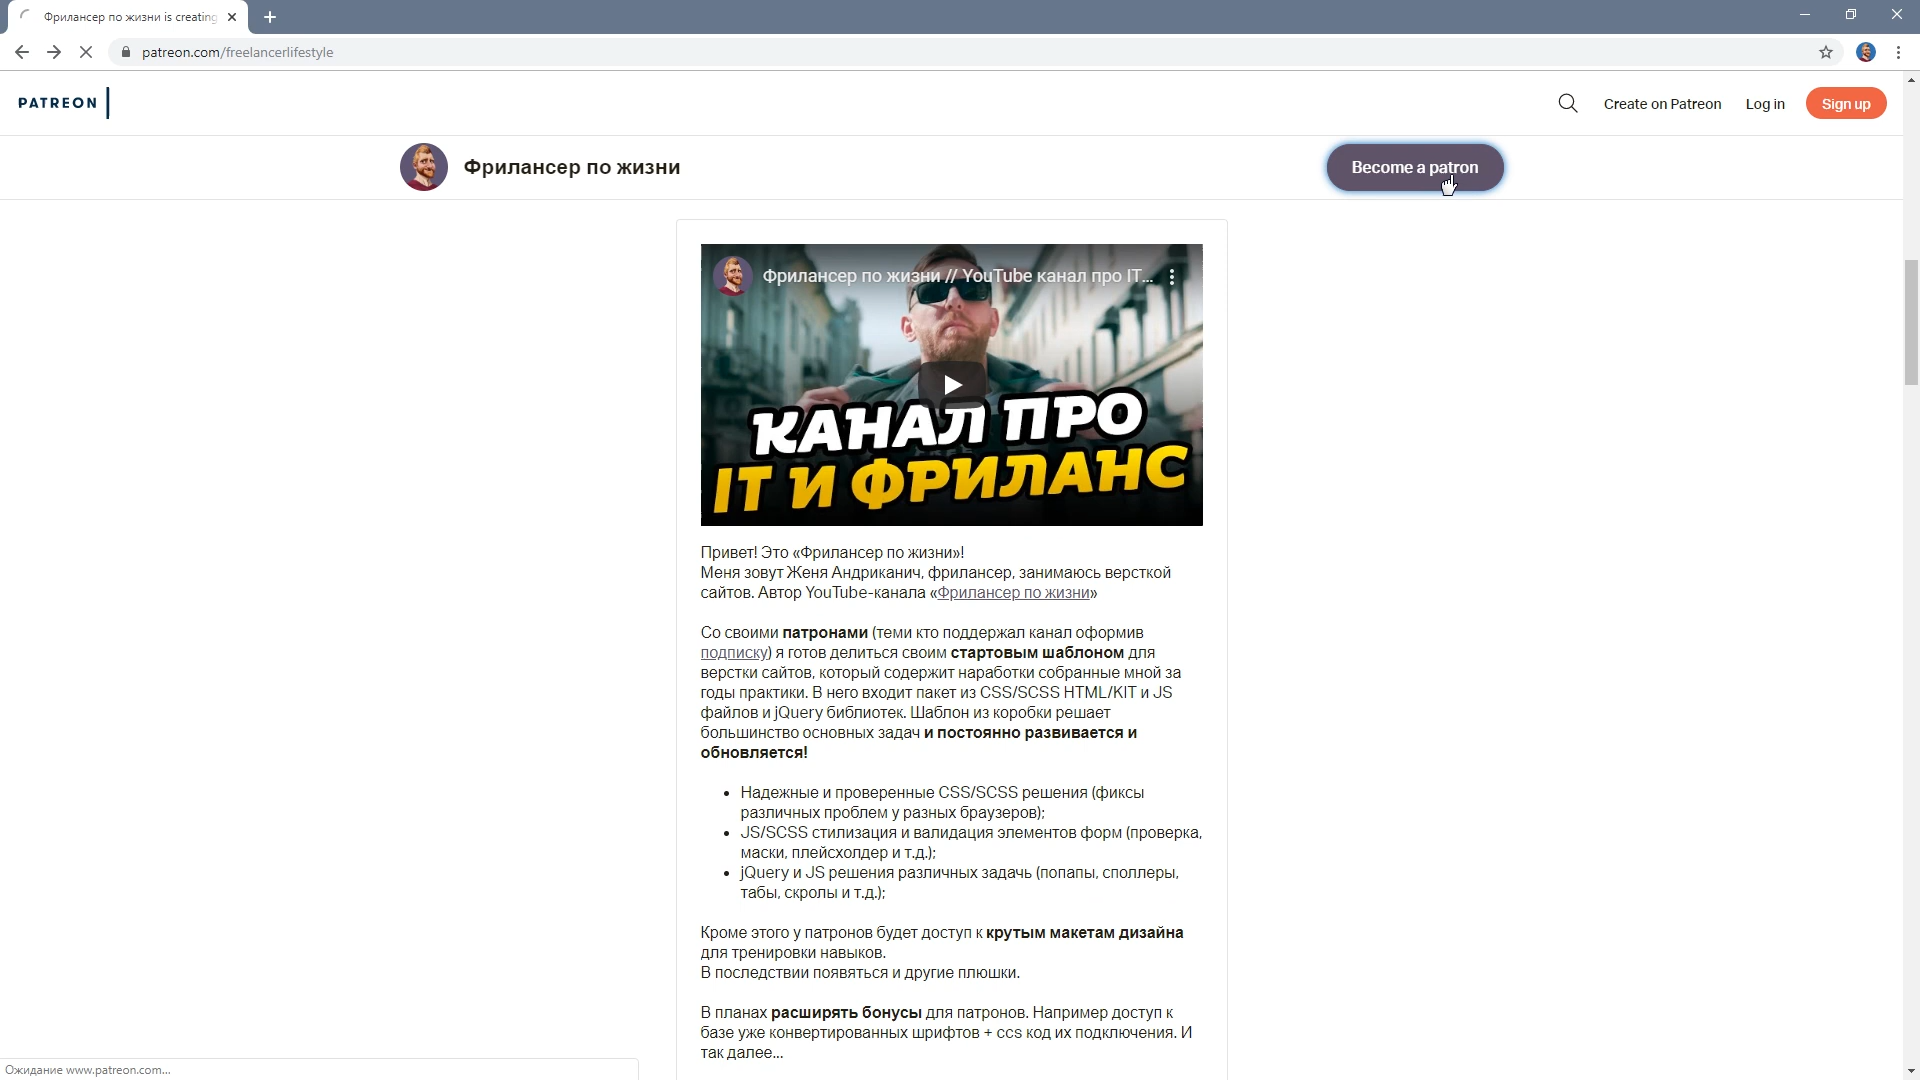 Фрилансер по жизни is creating
patreon.com/freelancerlifestyle
PATREON
Create on Patreon
Log in
Sign up
Фрилансер по жизни
Become a patron
Фрилансер по жизни // YouTube канал про IT...
КАНАЛ ПРО
IT И ФРИЛАНС
Привет! Это «Фрилансер по жизни»!
Меня зовут Женя Андриканич, фрилансер, занимаюсь версткой
сайтов. Автор YouTube-канала «Фрилансер по жизни»
Со своими патронами (теми кто поддержал канал оформив
подписку) я готов делиться своим стартовым шаблоном для
верстки сайтов, который содержит наработки собранные мной за
годы практики. В него входит пакет из CSS/SCSS HTML/KIT и JS
файлов и jQuery библиотек. Шаблон из коробки решает
большинство основных задач и постоянно развивается и
обновляется!
• Надежные и проверенные CSS/SCSS решения (фиксы
различных проблем у разных браузеров);
• JS/SCSS стилизация и валидация элементов форм (проверка,
маски, плейсхолдер и т.д.);
• jQuery и JS решения различных задачь (попапы, споллеры,
табы, скролы и т.д.);
Кроме этого у патронов будет доступ к крутым макетам дизайна
для тренировки навыков.
В последствии появяться и другие плюшки.
В планах расширять бонусы для патронов. Например доступ к
базе уже конвертированных шрифтов + ccs код их подключения. И
так далее...
Ожидание www.patreon.com...